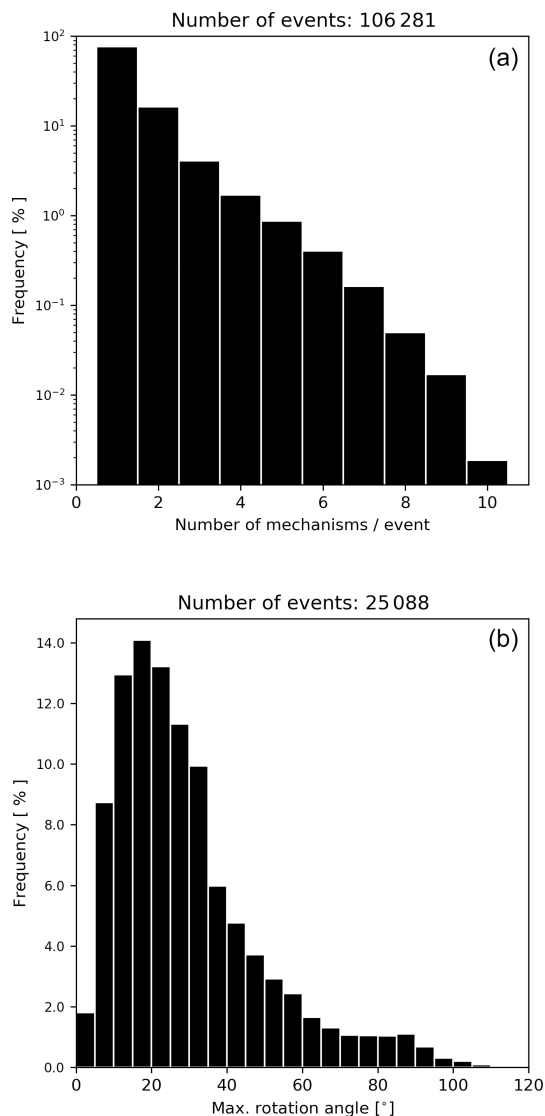 Number of events: 106 281
(a)
10²
10¹
10⁰
10⁻¹
10⁻²
10⁻³
Frequency [ % ]
0 2 4 6 8 10
Number of mechanisms / event
Number of events: 25 088
(b)
14.0
12.0
10.0
8.0
6.0
4.0
2.0
0.0
Frequency [ % ]
0 20 40 60 80 100 120
Max. rotation angle [°]